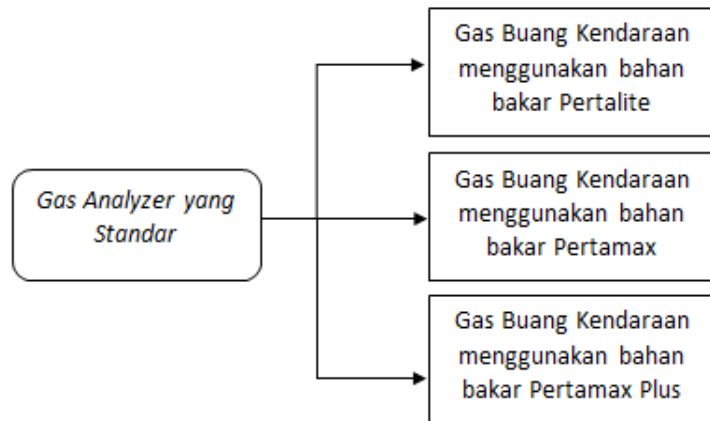 Gas Analyzer yang
Standar
Gas Buang Kendaraan
menggunakan bahan
bakar Pertalite
Gas Buang Kendaraan
menggunakan bahan
bakar Pertamax
Gas Buang Kendaraan
menggunakan bahan
bakar Pertamax Plus